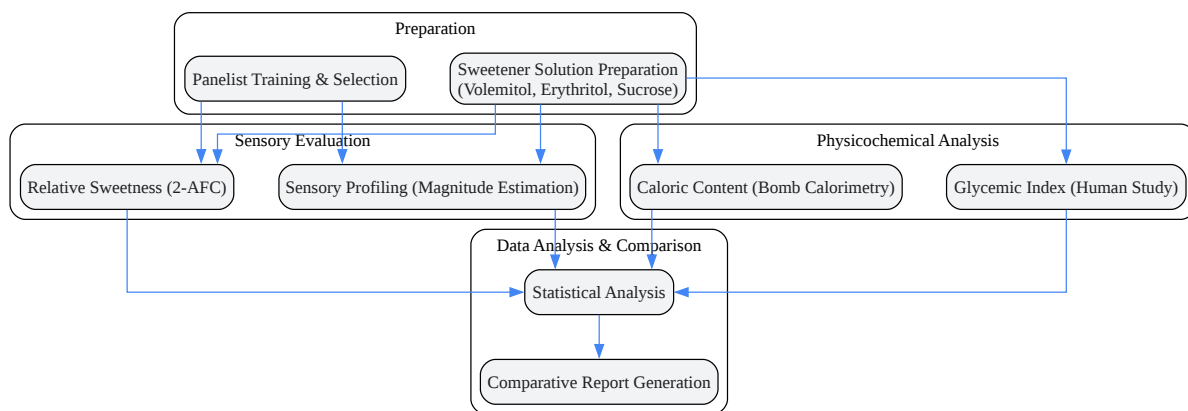 Preparation
Panelist Training & Selection
Sweetener Solution Preparation
(Volemitol, Erythritol, Sucrose)
Sensory Evaluation
Physicochemical Analysis
Relative Sweetness (2-AFC)
Sensory Profiling (Magnitude Estimation)
Caloric Content (Bomb Calorimetry)
Glycemic Index (Human Study)
Data Analysis & Comparison
Statistical Analysis
Comparative Report Generation